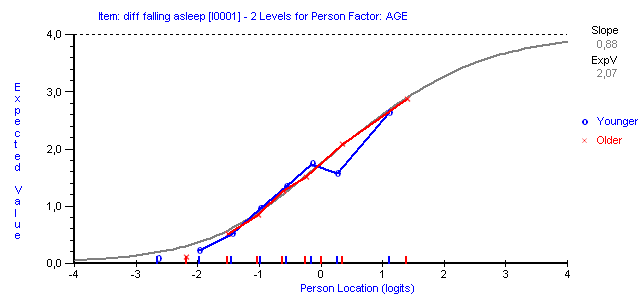 Item: diff falling asleep [I0001] - 2 Levels for Person Factor: AGE
Slope
0,88
ExpV
2,07
Expected Value
4,0
3,0
2,0
1,0
0,0
-4 -3 -2 -1 0 1 2 3 4
Person Location (logits)
Younger
Older